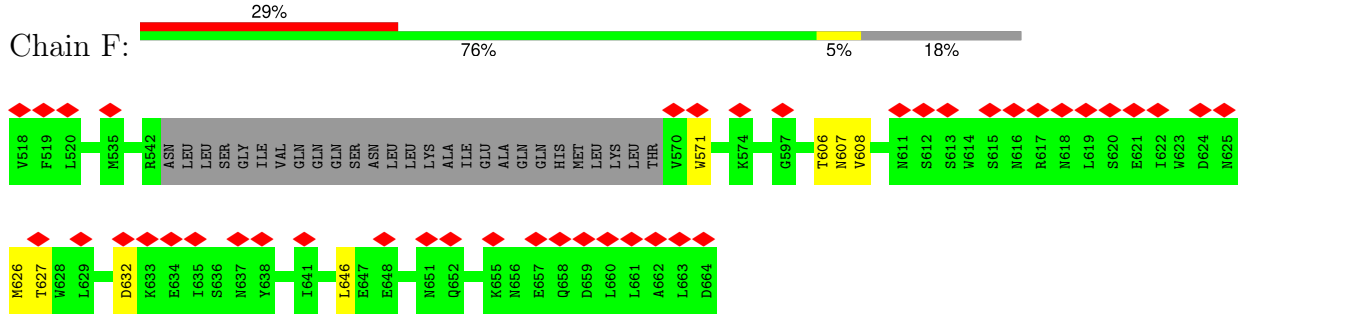 29%
Chain F:
76% 5% 18%
V518 F519 L520 M535 R542 ASN LEU LEU SER GLY ILE VAL GLN GLN GLN SER ASN LEU LEU LYS ALA ILE GLU ALA GLN GLN HIS MET LEU LYS LEU THR V570 W571 K574 G597 T606 N607 V608 N611 S612 S613 W614 S615 N616 R617 N618 L619 S620 E621 I622 W623 D624 N625
M626 T627 W628 L629 D632 K633 E634 I635 S636 N637 Y638 I641 L646 E647 E648 N651 Q652 K655 N656 E657 Q658 D659 L660 L661 A662 L663 D664